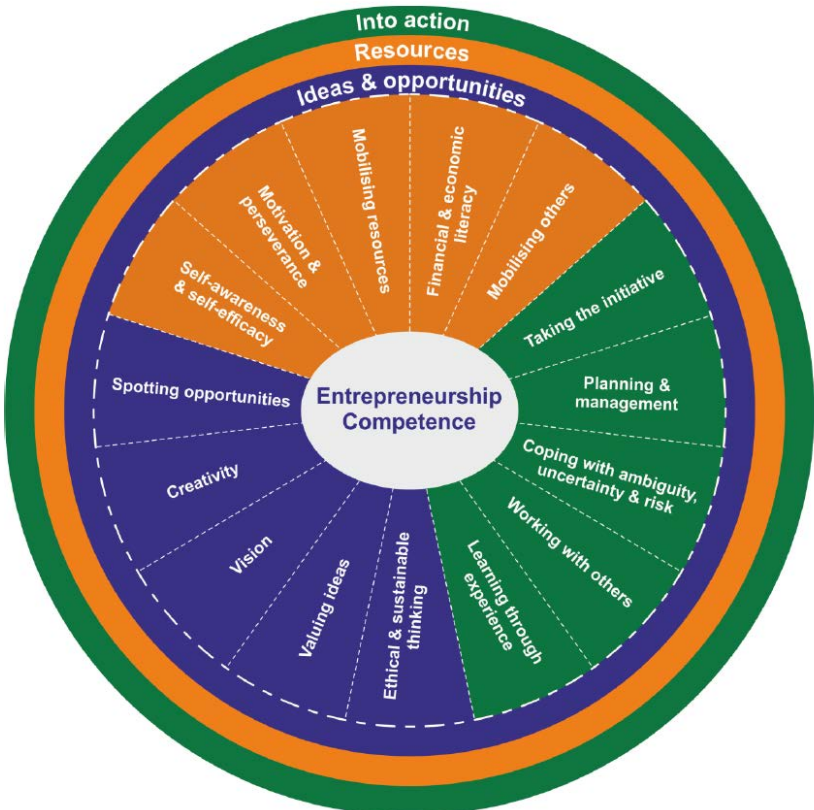 Into action
Resources
Ideas & opportunities
Mobilising resources
Financial & economic
literacy
Mobilising others
Motivation &
perseverance
Self-awareness
& self-efficacy
Taking the initiative
Planning &
management
Coping with ambiguity,
uncertainty & risk
Working with others
Learning through
experience
Ethical & sustainable
thinking
Valuing ideas
Vision
Creativity
Spotting opportunities
Entrepreneurship
Competence